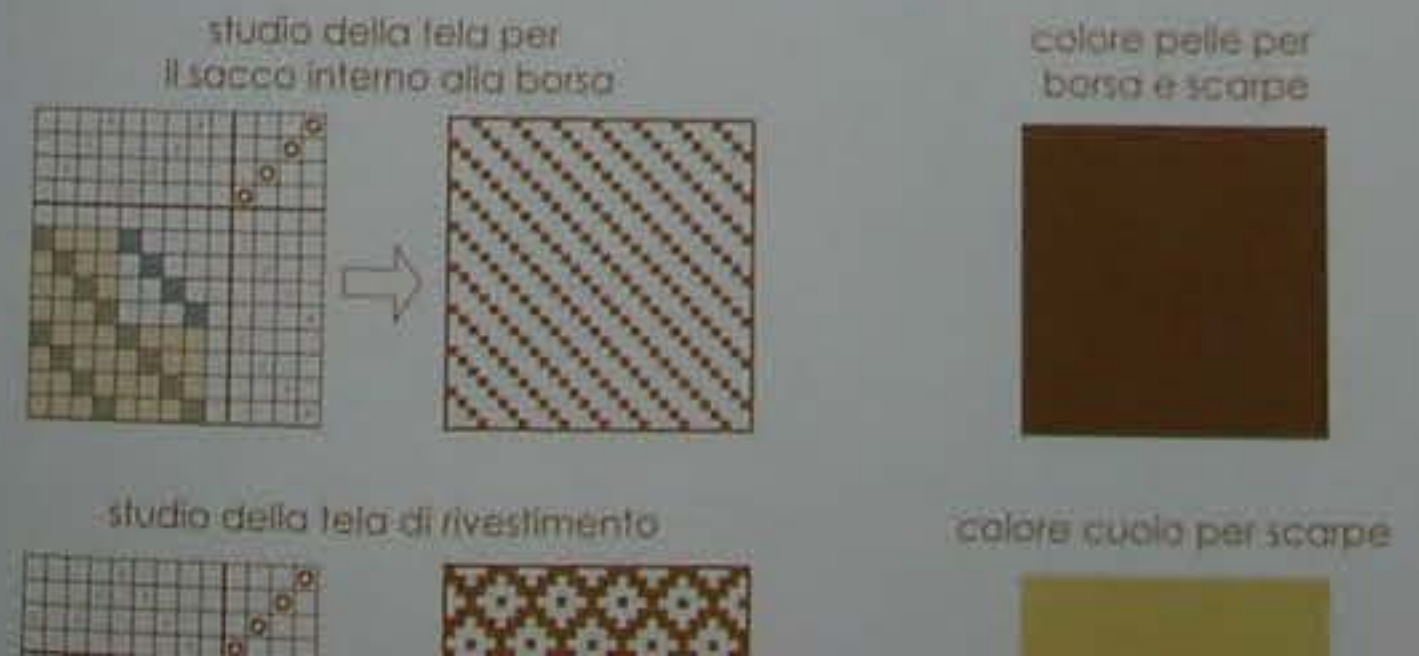 studio della tela per
il sacco interno alla borsa
colore pelle per
borsa e scarpe
studio della tela di rivestimento
colore cuoio per scarpe